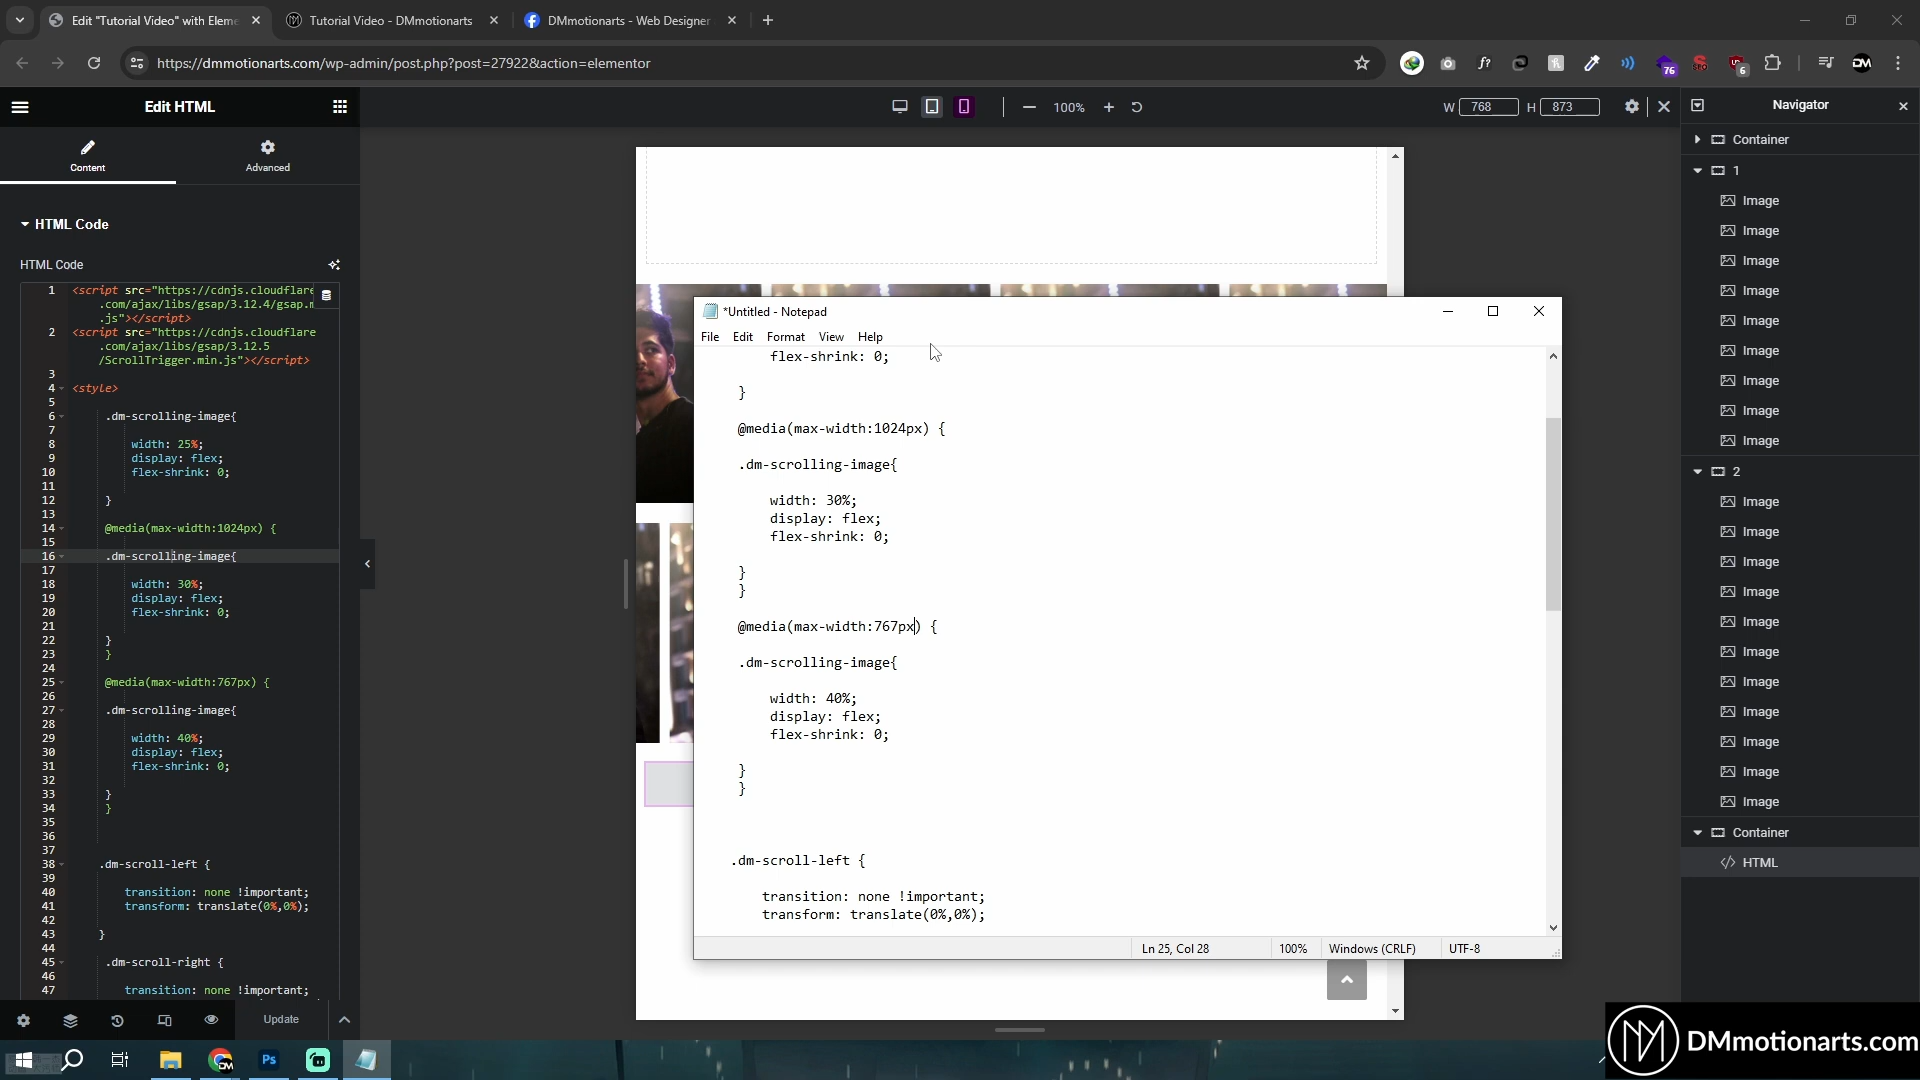 Edit "Tutorial Video" with Eleme
Tutorial Video - DMmotionarts
DMmotionarts - Web Designer
https://dmmotionarts.com/wp-admin/post.php?post=27922&action=elementor
76
6
Edit HTML
100%
W 768 H 873
Navigator
Content
Advanced
HTML Code
HTML Code
1 <script src="https://cdnjs.cloudflare
.com/ajax/libs/gsap/3.12.4/gsap.m
.js"></script>
2 <script src="https://cdnjs.cloudflare
.com/ajax/libs/gsap/3.12.5
/ScrollTrigger.min.js"></script>
3
4 <style>
5
6 .dm-scrolling-image{
7
8 width: 25%;
9 display: flex;
10 flex-shrink: 0;
11
12 }
13
14 @media(max-width:1024px) {
15
16 .dm-scrolling-image{
17
18 width: 30%;
19 display: flex;
20 flex-shrink: 0;
21
22 }
23 }
24
25 @media(max-width:767px) {
26
27 .dm-scrolling-image{
28
29 width: 40%;
30 display: flex;
31 flex-shrink: 0;
32
33 }
34 }
35
36
37
38 .dm-scroll-left {
39
40 transition: none !important;
41 transform: translate(0%,0%);
42
43 }
44
45 .dm-scroll-right {
46
47 transition: none !important;
Update
*Untitled - Notepad
File Edit Format View Help
flex-shrink: 0;
}
@media(max-width:1024px) {
.dm-scrolling-image{
width: 30%;
display: flex;
flex-shrink: 0;
}
}
@media(max-width:767px) {
.dm-scrolling-image{
width: 40%;
display: flex;
flex-shrink: 0;
}
}
.dm-scroll-left {
transition: none !important;
transform: translate(0%,0%);
Ln 25, Col 28
100%
Windows (CRLF)
UTF-8
Container
1
Image
Image
Image
Image
Image
Image
Image
Image
Image
2
Image
Image
Image
Image
Image
Image
Image
Image
Image
Image
Image
Container
HTML
DMmotionarts.com